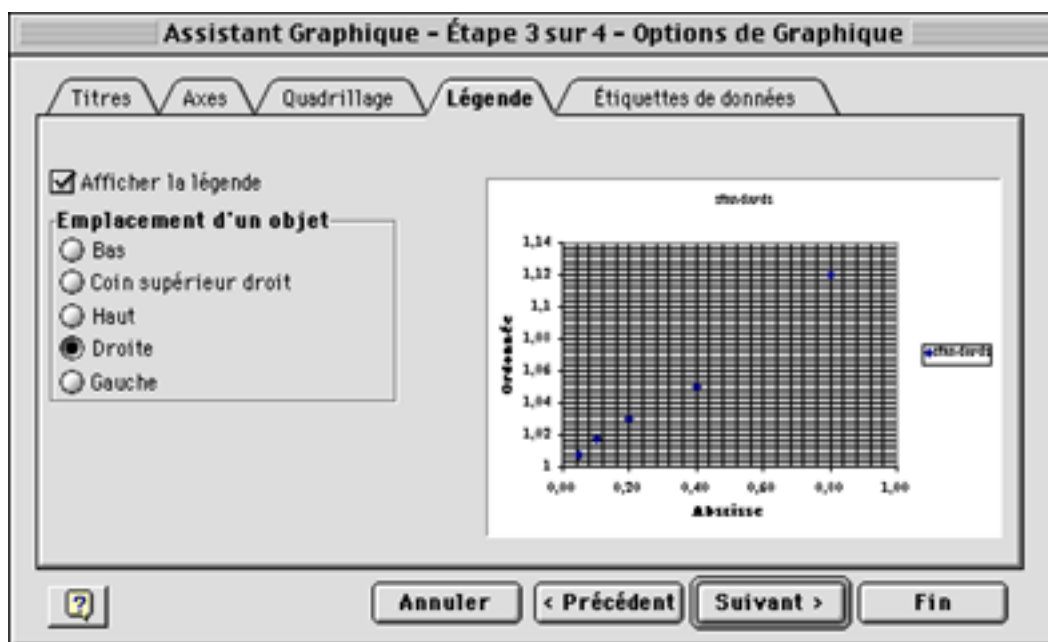 Assistant Graphique – Étape 3 sur 4 – Options de Graphique
Titres Axes Quadrillage Légende Étiquettes de données
Afficher la légende
Emplacement d'un objet
Bas
Coin supérieur droit
Haut
Droite
Gauche
standards
1,14
1,12
1,1
1,08
1,06
1,04
1,02
1
Ordonnée
0,00 0,20 0,40 0,60 0,80 1,00
Abscisse
standards
Annuler < Précédent Suivant > Fin